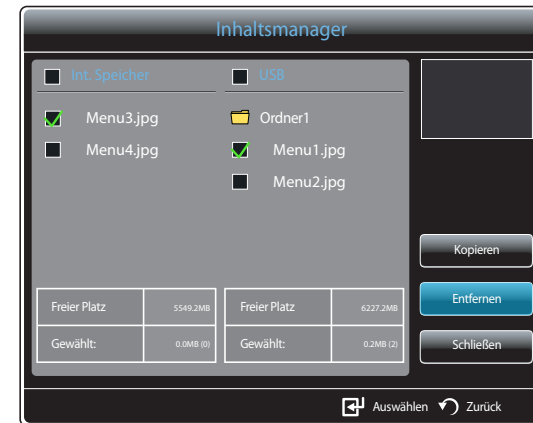 Inhaltsmanager
Int. Speicher
Menu3.jpg
Menu4.jpg
USB
Ordner1
Menu1.jpg
Menu2.jpg
Freier Platz 5549.2MB
Gewählt: 0.0MB (0)
Freier Platz 6227.2MB
Gewählt: 0.2MB (2)
Kopieren
Entfernen
Schließen
Auswählen Zurück